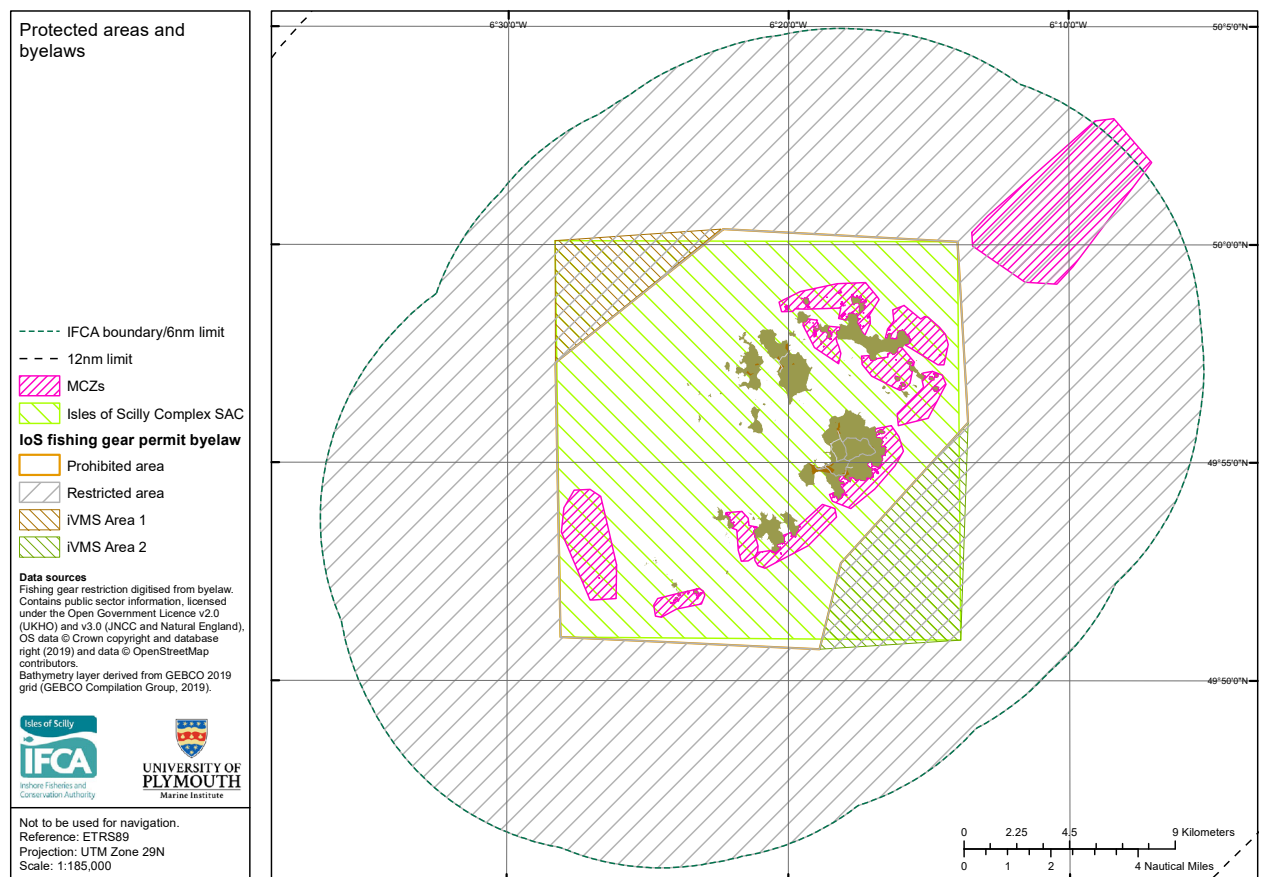 Protected areas and
byelaws
IFCA boundary/6nm limit
12nm limit
MCZs
Isles of Scilly Complex SAC
IoS fishing gear permit byelaw
Prohibited area
Restricted area
iVMS Area 1
iVMS Area 2
Data sources
Fishing gear restriction digitised from byelaw.
Contains public sector information, licensed
under the Open Government Licence v2.0
(UKHO) and v3.0 (JNCC and Natural England),
OS data © Crown copyright and database
right (2019) and data © OpenStreetMap
contributors.
Bathymetry layer derived from GEBCO 2019
grid (GEBCO Compilation Group, 2019).
Isles of Scilly
IFCA
Inshore Fisheries and
Conservation Authority
UNIVERSITY OF
PLYMOUTH
Marine Institute
Not to be used for navigation.
Reference: ETRS89
Projection: UTM Zone 29N
Scale: 1:185,000
6°30'0"W
6°20'0"W
6°10'0"W
50°5'0"N
50°0'0"N
49°55'0"N
49°50'0"N
0 2.25 4.5 9 Kilometers
0 1 2 4 Nautical Miles